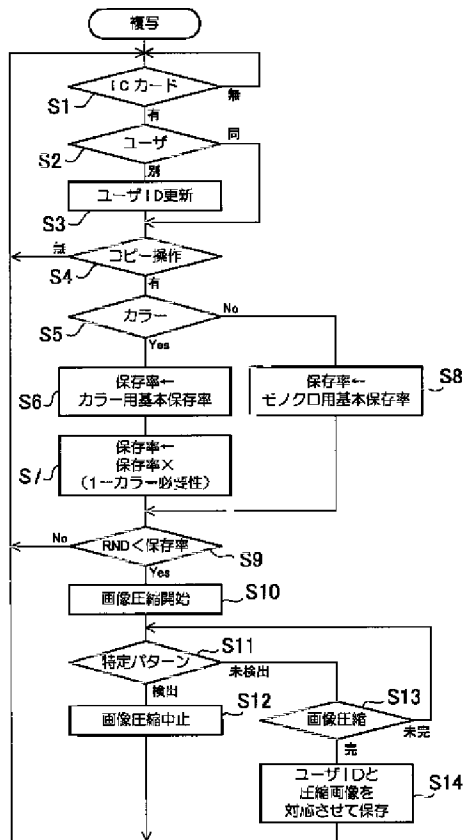 複写
ICカード
無
S1
有
ユーザ
同
S2
別
ユーザID更新
S3
無
コピー操作
S4
有
カラー
No
S5
Yes
保存率←
カラー用基本保存率
S6
保存率←
モノクロ用基本保存率
S8
保存率←
保存率×
(1−カラー必要性)
S7
No
RND<保存率
S9
Yes
画像圧縮開始
S10
特定パターン
S11
未検出
検出
S12
画像圧縮中止
S13
画像圧縮
未完
完
ユーザIDと
圧縮画像を
対応させて保存
S14